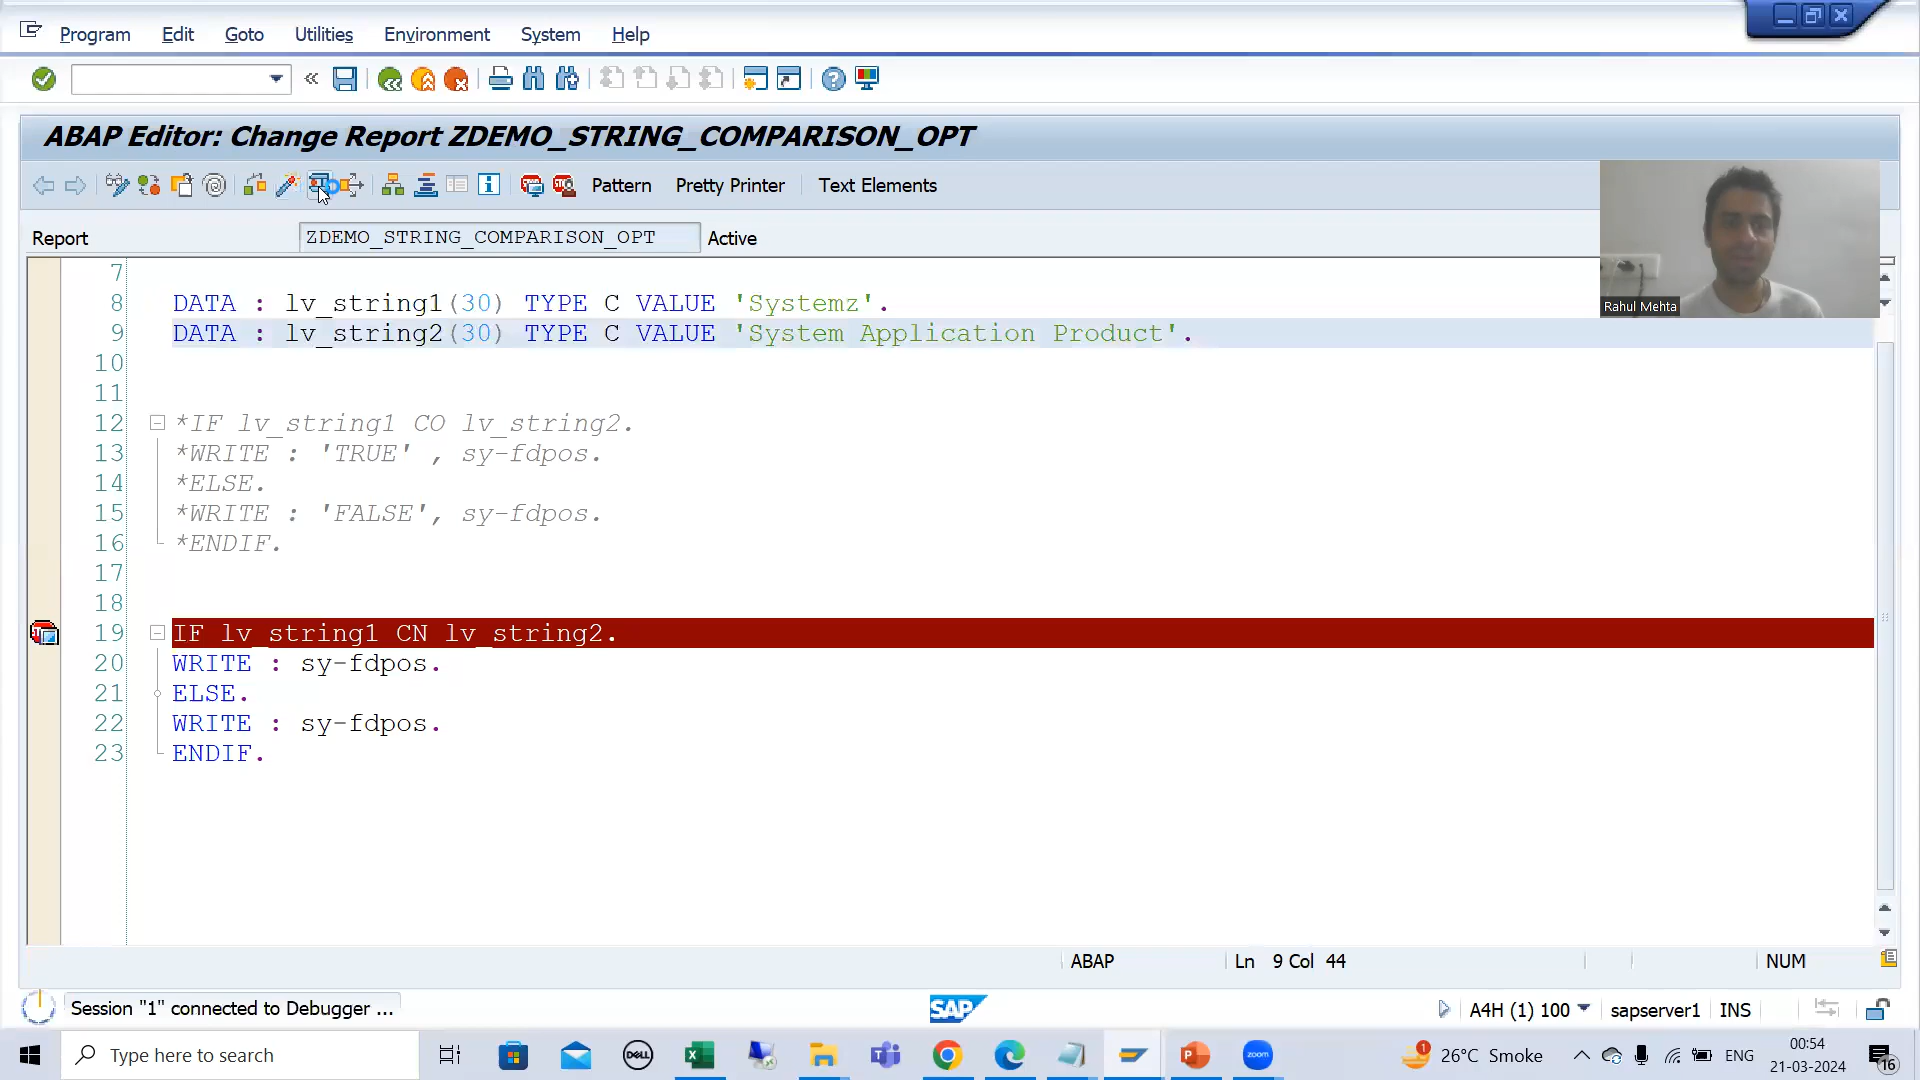 Program Edit Goto Utilities Environment System Help
ABAP Editor: Change Report ZDEMO_STRING_COMPARISON_OPT
Pattern Pretty Printer Text Elements
Report ZDEMO_STRING_COMPARISON_OPT Active
Rahul Mehta
7
8 DATA : lv_string1(30) TYPE C VALUE 'Systemz'.
9 DATA : lv_string2(30) TYPE C VALUE 'System Application Product'.
10
11
12 *IF lv_string1 CO lv_string2.
13 *WRITE : 'TRUE' , sy-fdpos.
14 *ELSE.
15 *WRITE : 'FALSE', sy-fdpos.
16 *ENDIF.
17
18
19 IF lv_string1 CN lv_string2.
20 WRITE : sy-fdpos.
21 ELSE.
22 WRITE : sy-fdpos.
23 ENDIF.
ABAP Ln 9 Col 44 NUM
Session "1" connected to Debugger ... SAP A4H (1) 100 sapserver1 INS
Type here to search DELL zoom 1 26°C Smoke ENG 00:54
21-03-2024 16